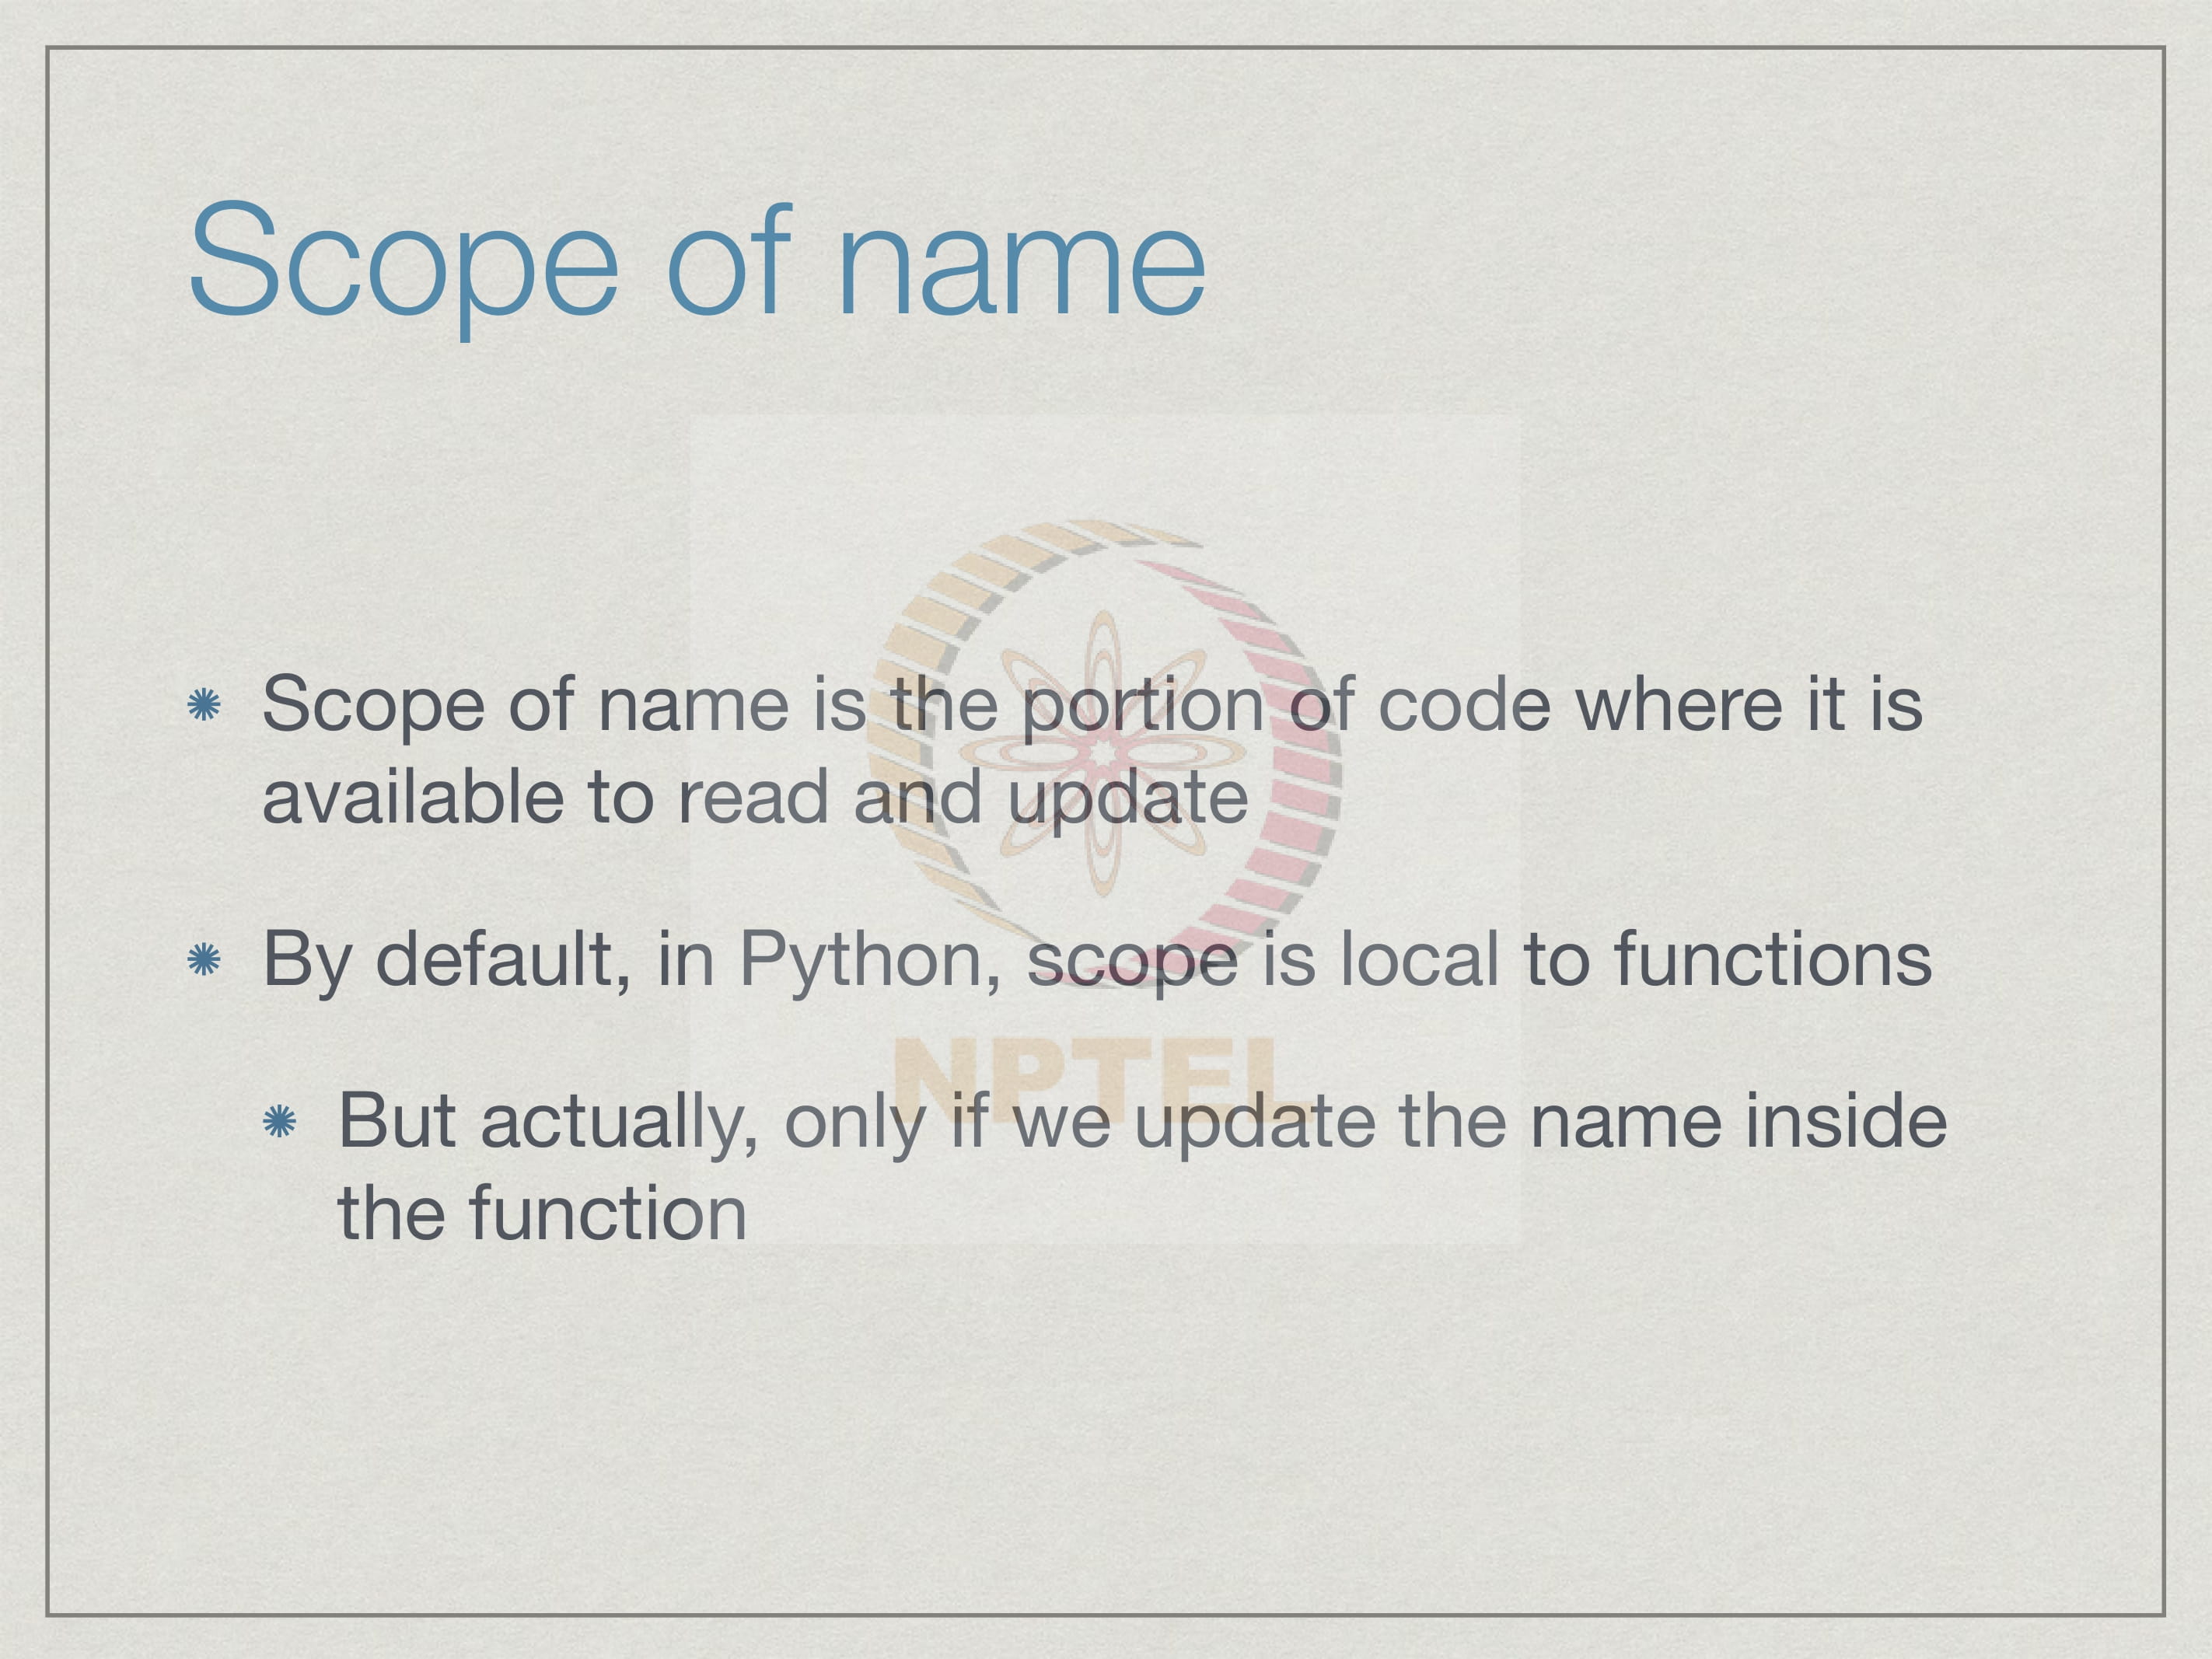 Scope of name
Scope of name is the portion of code where it is
available to read and update
By default, in Python, scope is local to functions
But actually, only if we update the name inside
the function
NPTEL